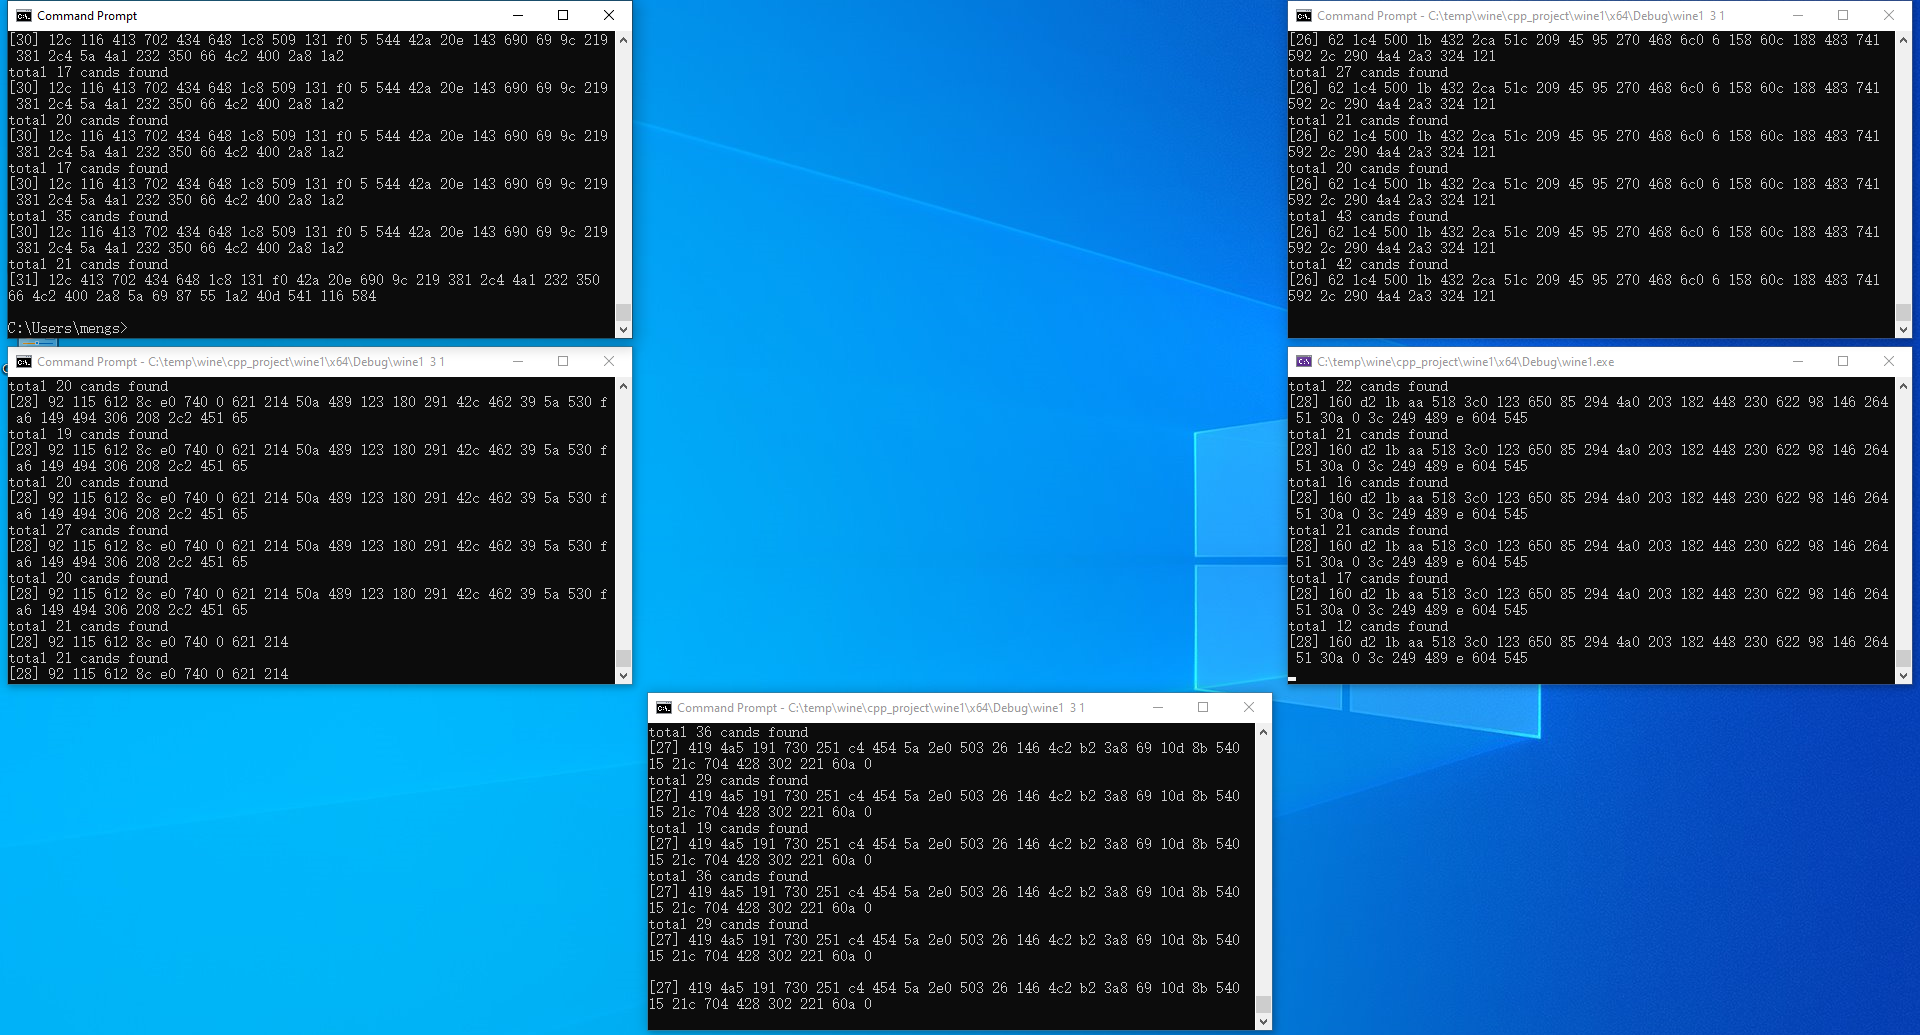 Command Prompt
[30] 12c 116 413 702 434 648 1c8 509 131 f0 5 544 42a 20e 143 690 69 9c 219
381 2c4 5a 4a1 232 350 66 4c2 400 2a8 1a2
total 17 cands found
[30] 12c 116 413 702 434 648 1c8 509 131 f0 5 544 42a 20e 143 690 69 9c 219
381 2c4 5a 4a1 232 350 66 4c2 400 2a8 1a2
total 20 cands found
[30] 12c 116 413 702 434 648 1c8 509 131 f0 5 544 42a 20e 143 690 69 9c 219
381 2c4 5a 4a1 232 350 66 4c2 400 2a8 1a2
total 17 cands found
[30] 12c 116 413 702 434 648 1c8 509 131 f0 5 544 42a 20e 143 690 69 9c 219
381 2c4 5a 4a1 232 350 66 4c2 400 2a8 1a2
total 35 cands found
[30] 12c 116 413 702 434 648 1c8 509 131 f0 5 544 42a 20e 143 690 69 9c 219
381 2c4 5a 4a1 232 350 66 4c2 400 2a8 1a2
total 21 cands found
[31] 12c 413 702 434 648 1c8 131 f0 42a 20e 690 9c 219 381 2c4 4a1 232 350
66 4c2 400 2a8 5a 69 87 55 1a2 40d 541 116 584
C:\Users\mengs>
Command Prompt - C:\temp\wine\cpp_project\wine1\x64\Debug\wine1 3 1
[26] 62 1c4 500 1b 432 2ca 51c 209 45 95 270 468 6c0 6 158 60c 188 483 741
592 2c 290 4a4 2a3 324 121
total 27 cands found
[26] 62 1c4 500 1b 432 2ca 51c 209 45 95 270 468 6c0 6 158 60c 188 483 741
592 2c 290 4a4 2a3 324 121
total 21 cands found
[26] 62 1c4 500 1b 432 2ca 51c 209 45 95 270 468 6c0 6 158 60c 188 483 741
592 2c 290 4a4 2a3 324 121
total 20 cands found
[26] 62 1c4 500 1b 432 2ca 51c 209 45 95 270 468 6c0 6 158 60c 188 483 741
592 2c 290 4a4 2a3 324 121
total 43 cands found
[26] 62 1c4 500 1b 432 2ca 51c 209 45 95 270 468 6c0 6 158 60c 188 483 741
592 2c 290 4a4 2a3 324 121
total 42 cands found
[26] 62 1c4 500 1b 432 2ca 51c 209 45 95 270 468 6c0 6 158 60c 188 483 741
592 2c 290 4a4 2a3 324 121
Command Prompt - C:\temp\wine\cpp_project\wine1\x64\Debug\wine1 3 1
total 20 cands found
[28] 92 115 612 8c e0 740 0 621 214 50a 489 123 180 291 42c 462 39 5a 530 f
a6 149 494 306 208 2c2 451 65
total 19 cands found
[28] 92 115 612 8c e0 740 0 621 214 50a 489 123 180 291 42c 462 39 5a 530 f
a6 149 494 306 208 2c2 451 65
total 20 cands found
[28] 92 115 612 8c e0 740 0 621 214 50a 489 123 180 291 42c 462 39 5a 530 f
a6 149 494 306 208 2c2 451 65
total 27 cands found
[28] 92 115 612 8c e0 740 0 621 214 50a 489 123 180 291 42c 462 39 5a 530 f
a6 149 494 306 208 2c2 451 65
total 20 cands found
[28] 92 115 612 8c e0 740 0 621 214 50a 489 123 180 291 42c 462 39 5a 530 f
a6 149 494 306 208 2c2 451 65
total 21 cands found
[28] 92 115 612 8c e0 740 0 621 214
total 21 cands found
[28] 92 115 612 8c e0 740 0 621 214
C:\temp\wine\cpp_project\wine1\x64\Debug\wine1.exe
total 22 cands found
[28] 160 d2 1b aa 518 3c0 123 650 85 294 4a0 203 182 448 230 622 98 146 264
51 30a 0 3c 249 489 e 604 545
total 21 cands found
[28] 160 d2 1b aa 518 3c0 123 650 85 294 4a0 203 182 448 230 622 98 146 264
51 30a 0 3c 249 489 e 604 545
total 16 cands found
[28] 160 d2 1b aa 518 3c0 123 650 85 294 4a0 203 182 448 230 622 98 146 264
51 30a 0 3c 249 489 e 604 545
total 21 cands found
[28] 160 d2 1b aa 518 3c0 123 650 85 294 4a0 203 182 448 230 622 98 146 264
51 30a 0 3c 249 489 e 604 545
total 17 cands found
[28] 160 d2 1b aa 518 3c0 123 650 85 294 4a0 203 182 448 230 622 98 146 264
51 30a 0 3c 249 489 e 604 545
total 12 cands found
[28] 160 d2 1b aa 518 3c0 123 650 85 294 4a0 203 182 448 230 622 98 146 264
51 30a 0 3c 249 489 e 604 545
Command Prompt - C:\temp\wine\cpp_project\wine1\x64\Debug\wine1 3 1
total 36 cands found
[27] 419 4a5 191 730 251 c4 454 5a 2e0 503 26 146 4c2 b2 3a8 69 10d 8b 540
15 21c 704 428 302 221 60a 0
total 29 cands found
[27] 419 4a5 191 730 251 c4 454 5a 2e0 503 26 146 4c2 b2 3a8 69 10d 8b 540
15 21c 704 428 302 221 60a 0
total 19 cands found
[27] 419 4a5 191 730 251 c4 454 5a 2e0 503 26 146 4c2 b2 3a8 69 10d 8b 540
15 21c 704 428 302 221 60a 0
total 36 cands found
[27] 419 4a5 191 730 251 c4 454 5a 2e0 503 26 146 4c2 b2 3a8 69 10d 8b 540
15 21c 704 428 302 221 60a 0
total 29 cands found
[27] 419 4a5 191 730 251 c4 454 5a 2e0 503 26 146 4c2 b2 3a8 69 10d 8b 540
15 21c 704 428 302 221 60a 0
[27] 419 4a5 191 730 251 c4 454 5a 2e0 503 26 146 4c2 b2 3a8 69 10d 8b 540
15 21c 704 428 302 221 60a 0